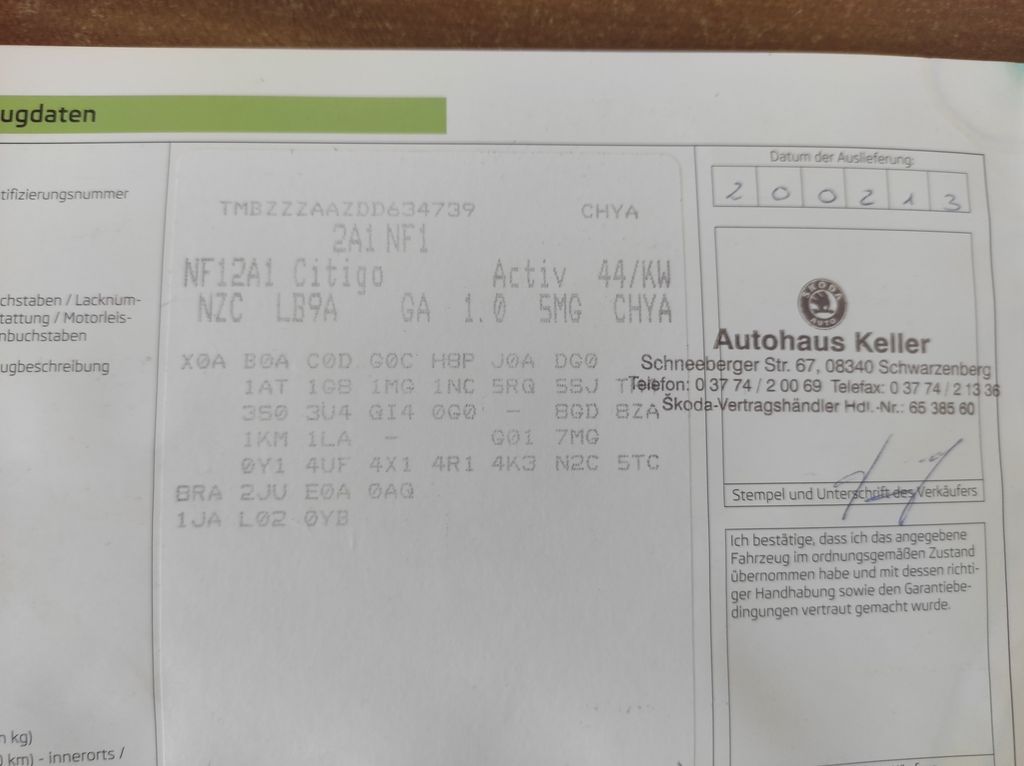 ugdaten
tifizierungsnummer
chstaben / Lacknum-
tattung / Motorleis-
nbuchstaben
ugbeschreibung
n kg)
0 km) - innerorts /
TMBZZZAAZDD634739 CHYA
2A1 NF1
NF12A1 Citigo Activ 44/KW
NZC LB9A GA 1.0 5MG CHYA
X0A B0A C0D G0C H8P J0A DG0
1AT 1G8 1MG 1NC 5RQ 5SJ
3S0 3U4 GI4 0G0 - 8GD 8ZA
1KM 1LA - G01 7MG
0Y1 4UF 4X1 4R1 4K3 N2C 5TC
8RA 2JU E0A 0AQ
1JA L02 0YB
Datum der Auslieferung:
2 0 0 2 1 3
SKODA
AUTO
Autohaus Keller
Schneeberger Str. 67, 08340 Schwarzenberg
Telefon: 0 37 74 / 2 00 69 Telefax: 0 37 74 / 2 13 36
Škoda-Vertragshändler Hdl.-Nr.: 65 385 60
Stempel und Unterschrift des Verkäufers
Ich bestätige, dass ich das angegebene
Fahrzeug im ordnungsgemäßen Zustand
übernommen habe und mit dessen richti-
ger Handhabung sowie den Garantiebe-
dingungen vertraut gemacht wurde.